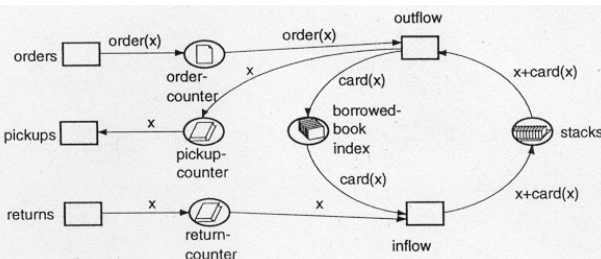 outflow
order(x)
order(x)
orders
order-
counter
x
card(x)
x+card(x)
borrowed-
book
index
stacks
pickups
x
pickup-
counter
card(x)
x+card(x)
returns
x
x
return-
counter
inflow